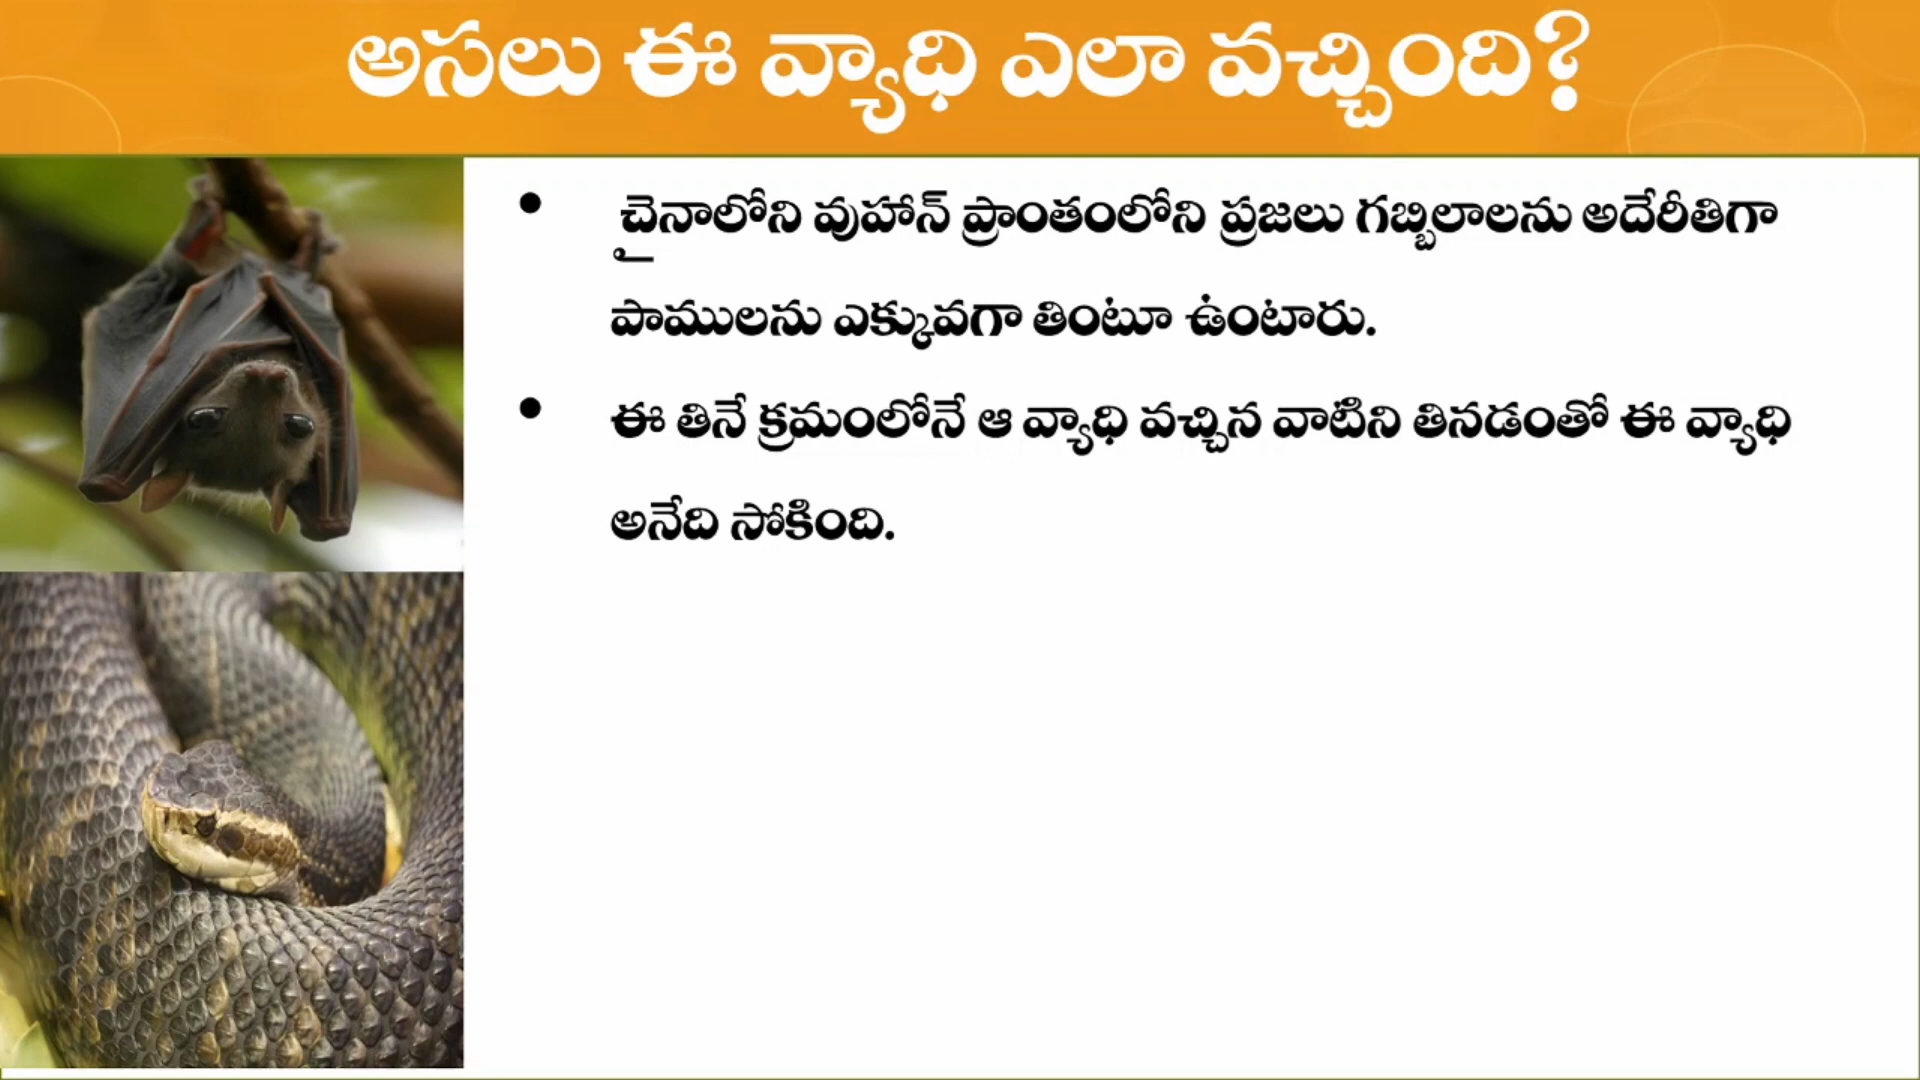 అసలు ఈ వ్యాధి ఎలా వచ్చింది?
• చైనాలోని వుహాన్ ప్రాంతంలోని ప్రజలు గబ్బిలాలను అదేరీతిగా
పాములను ఎక్కువగా తింటూ ఉంటారు.
• ఈ తినే క్రమంలోనే ఆ వ్యాధి వచ్చిన వాటిని తినడంతో ఈ వ్యాధి
అనేది సోకింది.